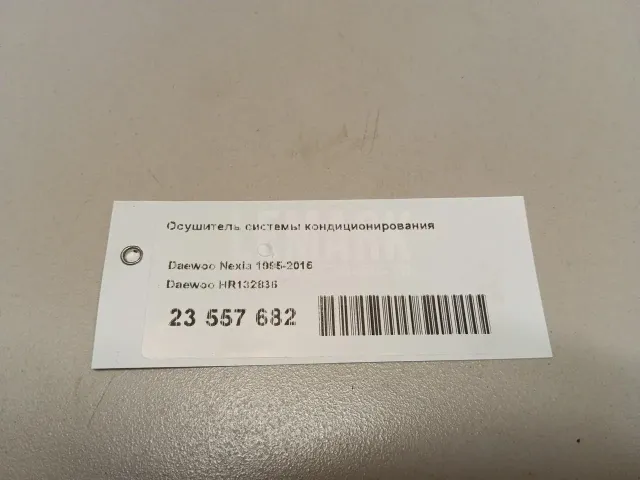 Осушитель системы кондиционирования
Daewoo Nexia 1995-2016
Daewoo HR132836
23 557 682